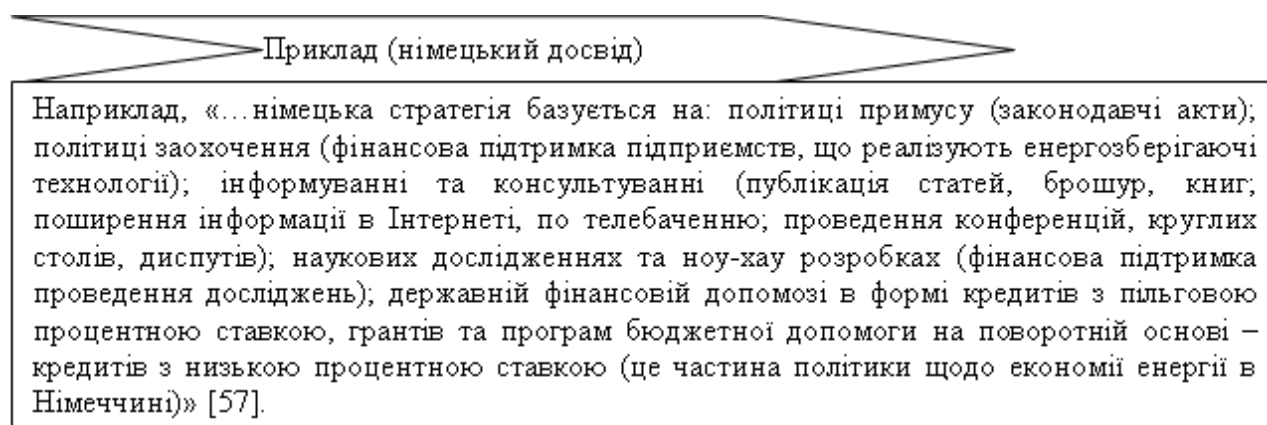 Приклад (німецький досвід)
Наприклад, «…німецька стратегія базується на: політиці примусу (законодавчі акти);
політиці заохочення (фінансова підтримка підприємств, що реалізують енергозберігаючі
технології); інформуванні та консультуванні (публікація статей, брошур, книг;
поширення інформації в Інтернеті, по телебаченню; проведення конференцій, круглих
столів, диспутів); наукових дослідженнях та ноу-хау розробках (фінансова підтримка
проведення досліджень); державній фінансовій допомозі в формі кредитів з пільговою
процентною ставкою, грантів та програм бюджетної допомоги на поворотній основі –
кредитів з низькою процентною ставкою (це частина політики щодо економії енергії в
Німеччині)» [57].